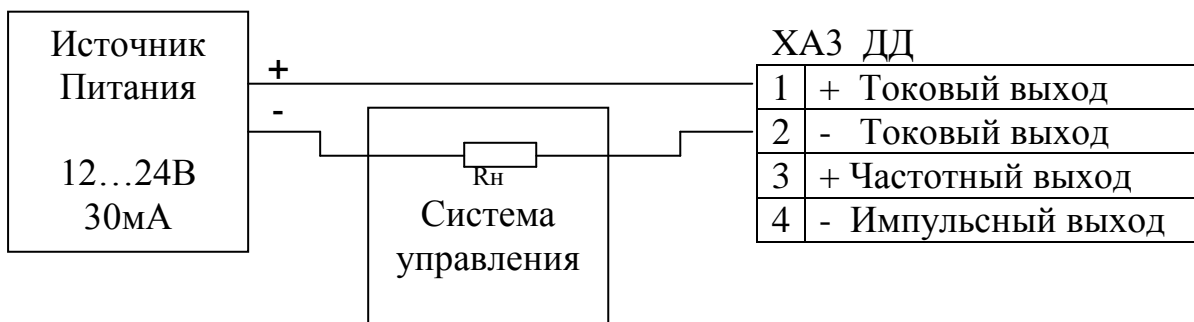 Источник
Питания
12…24В
30мА
+
-
Rн
Система
управления
ХА3 ДД
1 + Токовый выход
2 - Токовый выход
3 + Частотный выход
4 - Импульсный выход